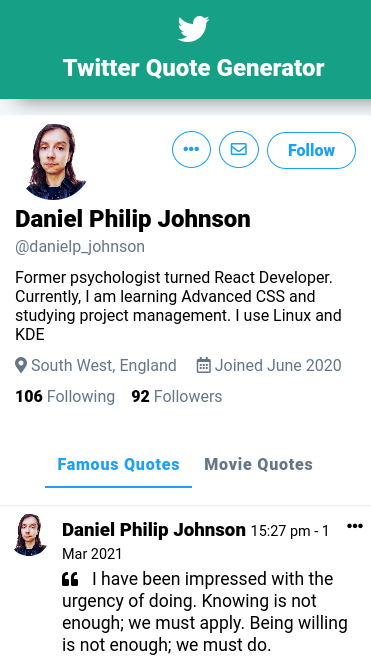 Twitter Quote Generator
Follow
Daniel Philip Johnson
@danielp_johnson
Former psychologist turned React Developer.
Currently, I am learning Advanced CSS and
studying project management. I use Linux and
KDE
South West, England Joined June 2020
106 Following 92 Followers
Famous Quotes Movie Quotes
Daniel Philip Johnson 15:27 pm - 1
Mar 2021
❝ I have been impressed with the
urgency of doing. Knowing is not
enough; we must apply. Being willing
is not enough; we must do.